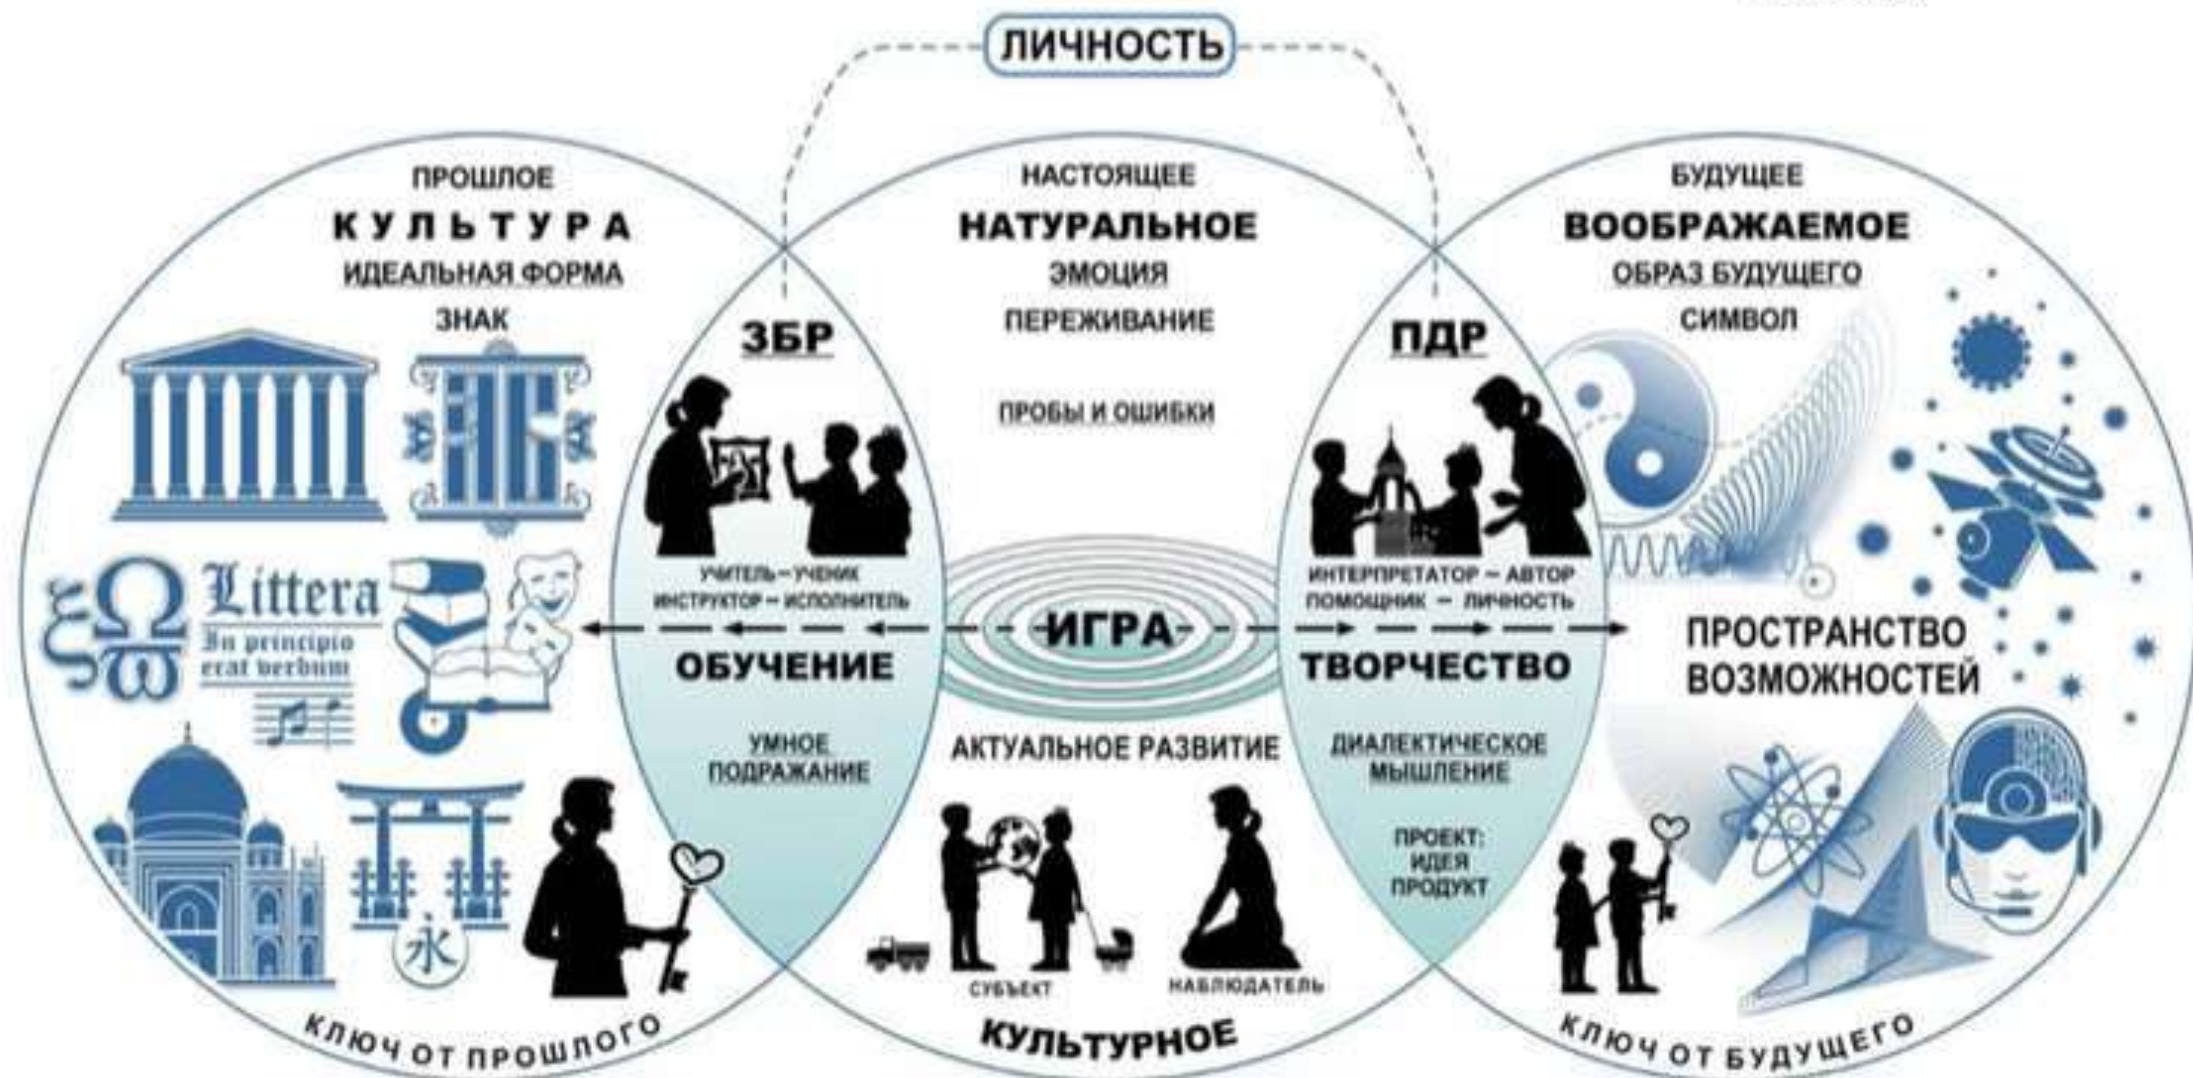 ЛИЧНОСТЬ
ПРОШЛОЕ
КУЛЬТУРА
ИДЕАЛЬНАЯ ФОРМА
ЗНАК
Littera
In principio
erat verbum
永
КЛЮЧ ОТ ПРОШЛОГО
ЗБР
УЧИТЕЛЬ – УЧЕНИК
ИНСТРУКТОР – ИСПОЛНИТЕЛЬ
ОБУЧЕНИЕ
УМНОЕ
ПОДРАЖАНИЕ
НАСТОЯЩЕЕ
НАТУРАЛЬНОЕ
ЭМОЦИЯ
ПЕРЕЖИВАНИЕ
ПРОБЫ И ОШИБКИ
ИГРА
АКТУАЛЬНОЕ РАЗВИТИЕ
СУБЪЕКТ
НАБЛЮДАТЕЛЬ
КУЛЬТУРНОЕ
ПДР
ИНТЕРПРЕТАТОР – АВТОР
ПОМОЩНИК – ЛИЧНОСТЬ
ТВОРЧЕСТВО
ДИАЛЕКТИЧЕСКОЕ
МЫШЛЕНИЕ
ПРОЕКТ:
ИДЕЯ
ПРОДУКТ
БУДУЩЕЕ
ВООБРАЖАЕМОЕ
ОБРАЗ БУДУЩЕГО
СИМВОЛ
ПРОСТРАНСТВО
ВОЗМОЖНОСТЕЙ
КЛЮЧ ОТ БУДУЩЕГО